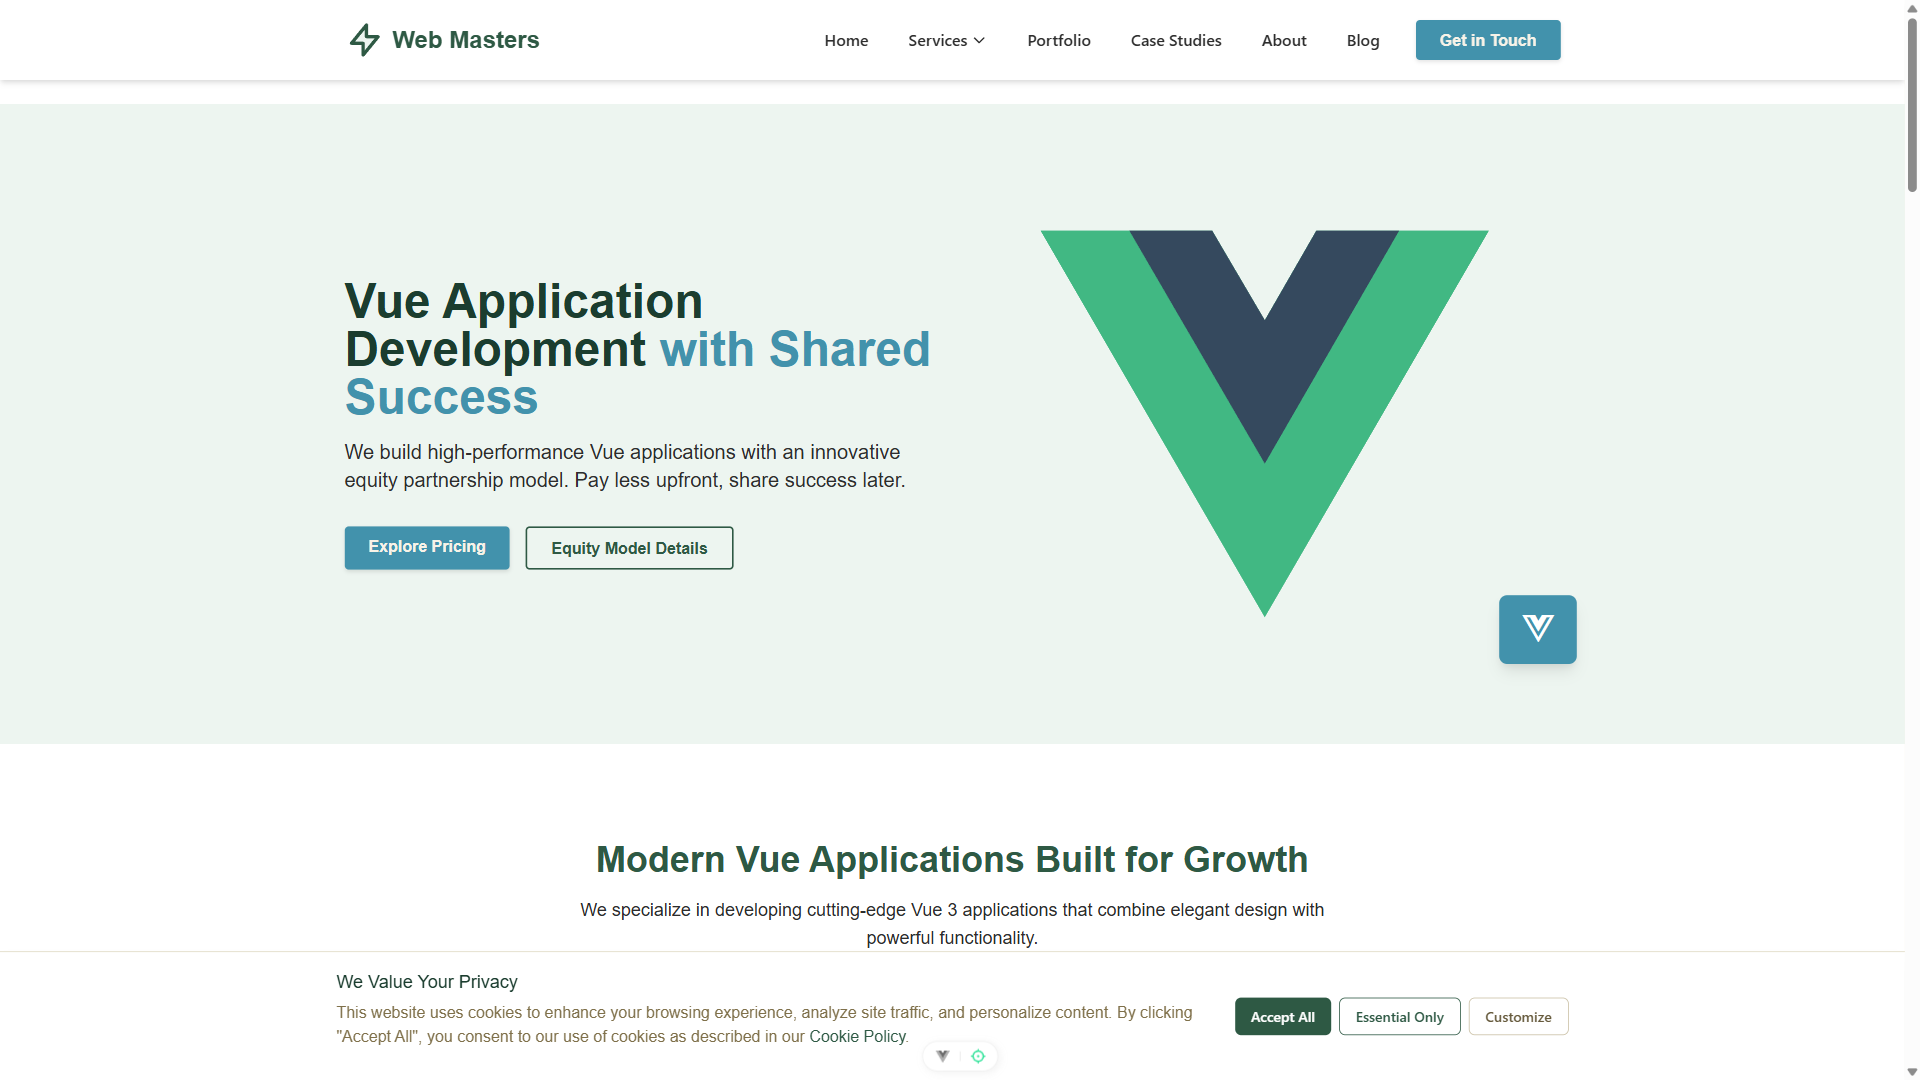 Web Masters
Home
Services
Portfolio
Case Studies
About
Blog
Get in Touch
Vue Application
Development with Shared
Success
We build high-performance Vue applications with an innovative
equity partnership model. Pay less upfront, share success later.
Explore Pricing
Equity Model Details
Modern Vue Applications Built for Growth
We specialize in developing cutting-edge Vue 3 applications that combine elegant design with
powerful functionality.
We Value Your Privacy
This website uses cookies to enhance your browsing experience, analyze site traffic, and personalize content. By clicking
"Accept All", you consent to our use of cookies as described in our Cookie Policy.
Accept All
Essential Only
Customize